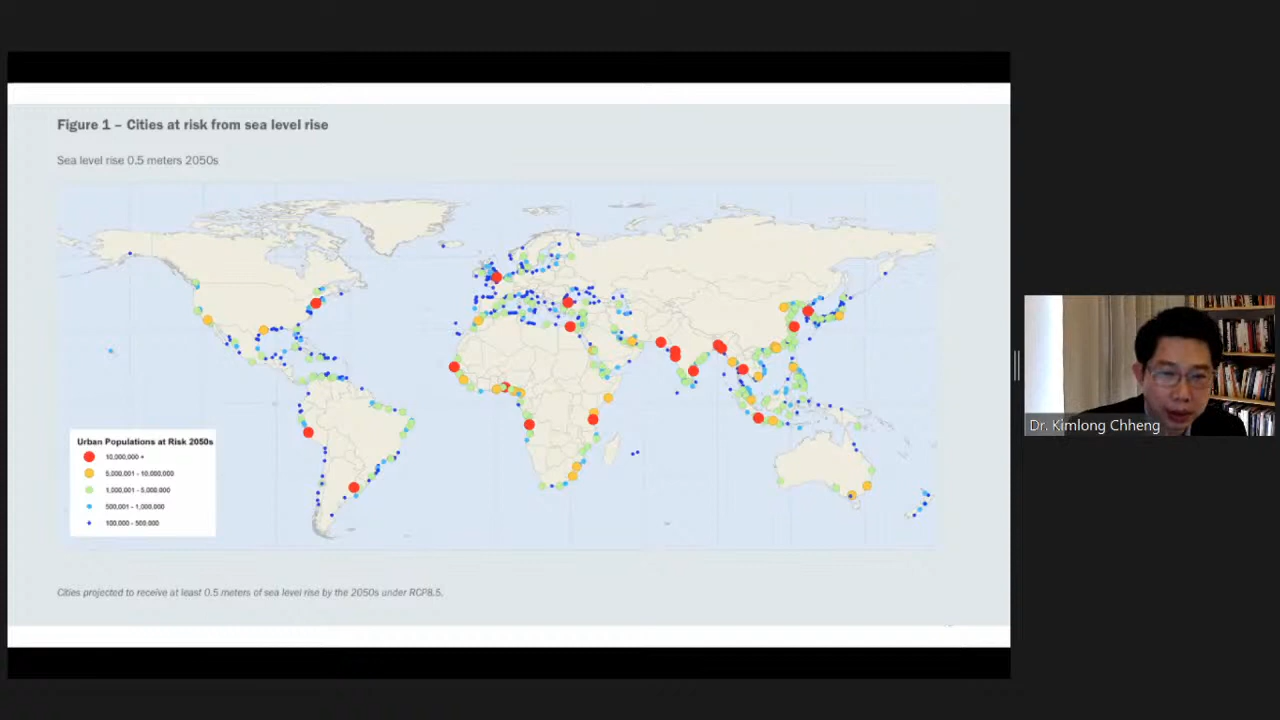 Figure 1 – Cities at risk from sea level rise
Sea level rise 0.5 meters 2050s
Urban Populations at Risk 2050s
10,000,000 +
5,000,001 - 10,000,000
1,000,001 - 5,000,000
500,001 - 1,000,000
100,000 - 500,000
Cities projected to receive at least 0.5 meters of sea level rise by the 2050s under RCP8.5.
Dr. Kimlong Chheng